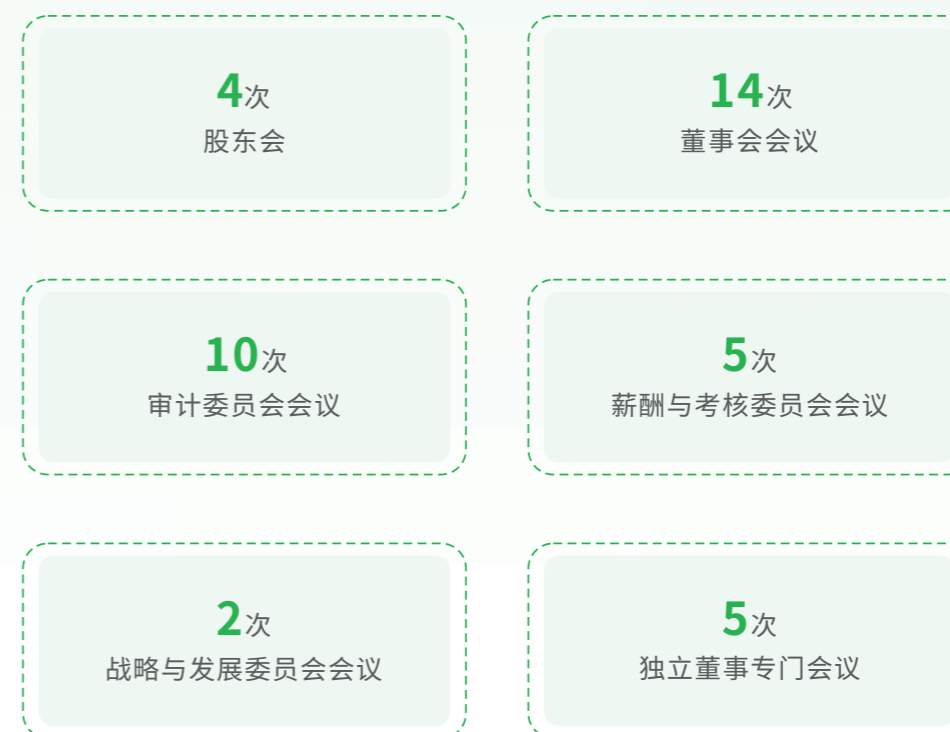 4次
股东会
14次
董事会会议
10次
审计委员会会议
5次
薪酬与考核委员会会议
2次
战略与发展委员会会议
5次
独立董事专门会议